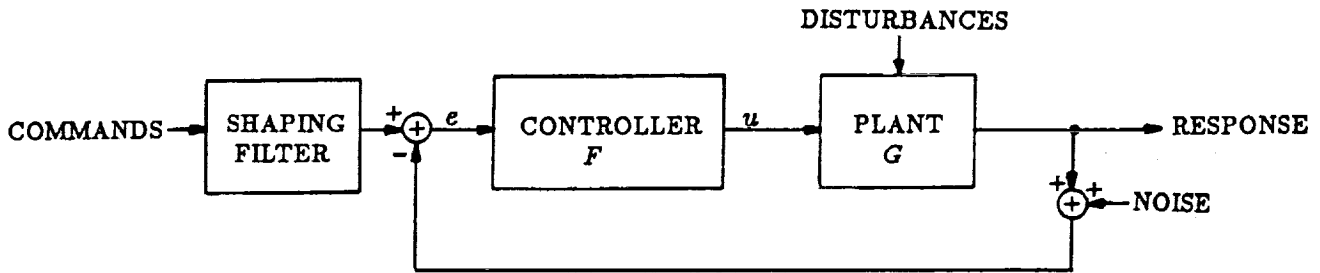 DISTURBANCES
COMMANDS
SHAPING
FILTER
+
+
-
e
CONTROLLER
F
u
PLANT
G
RESPONSE
+
+
+
NOISE